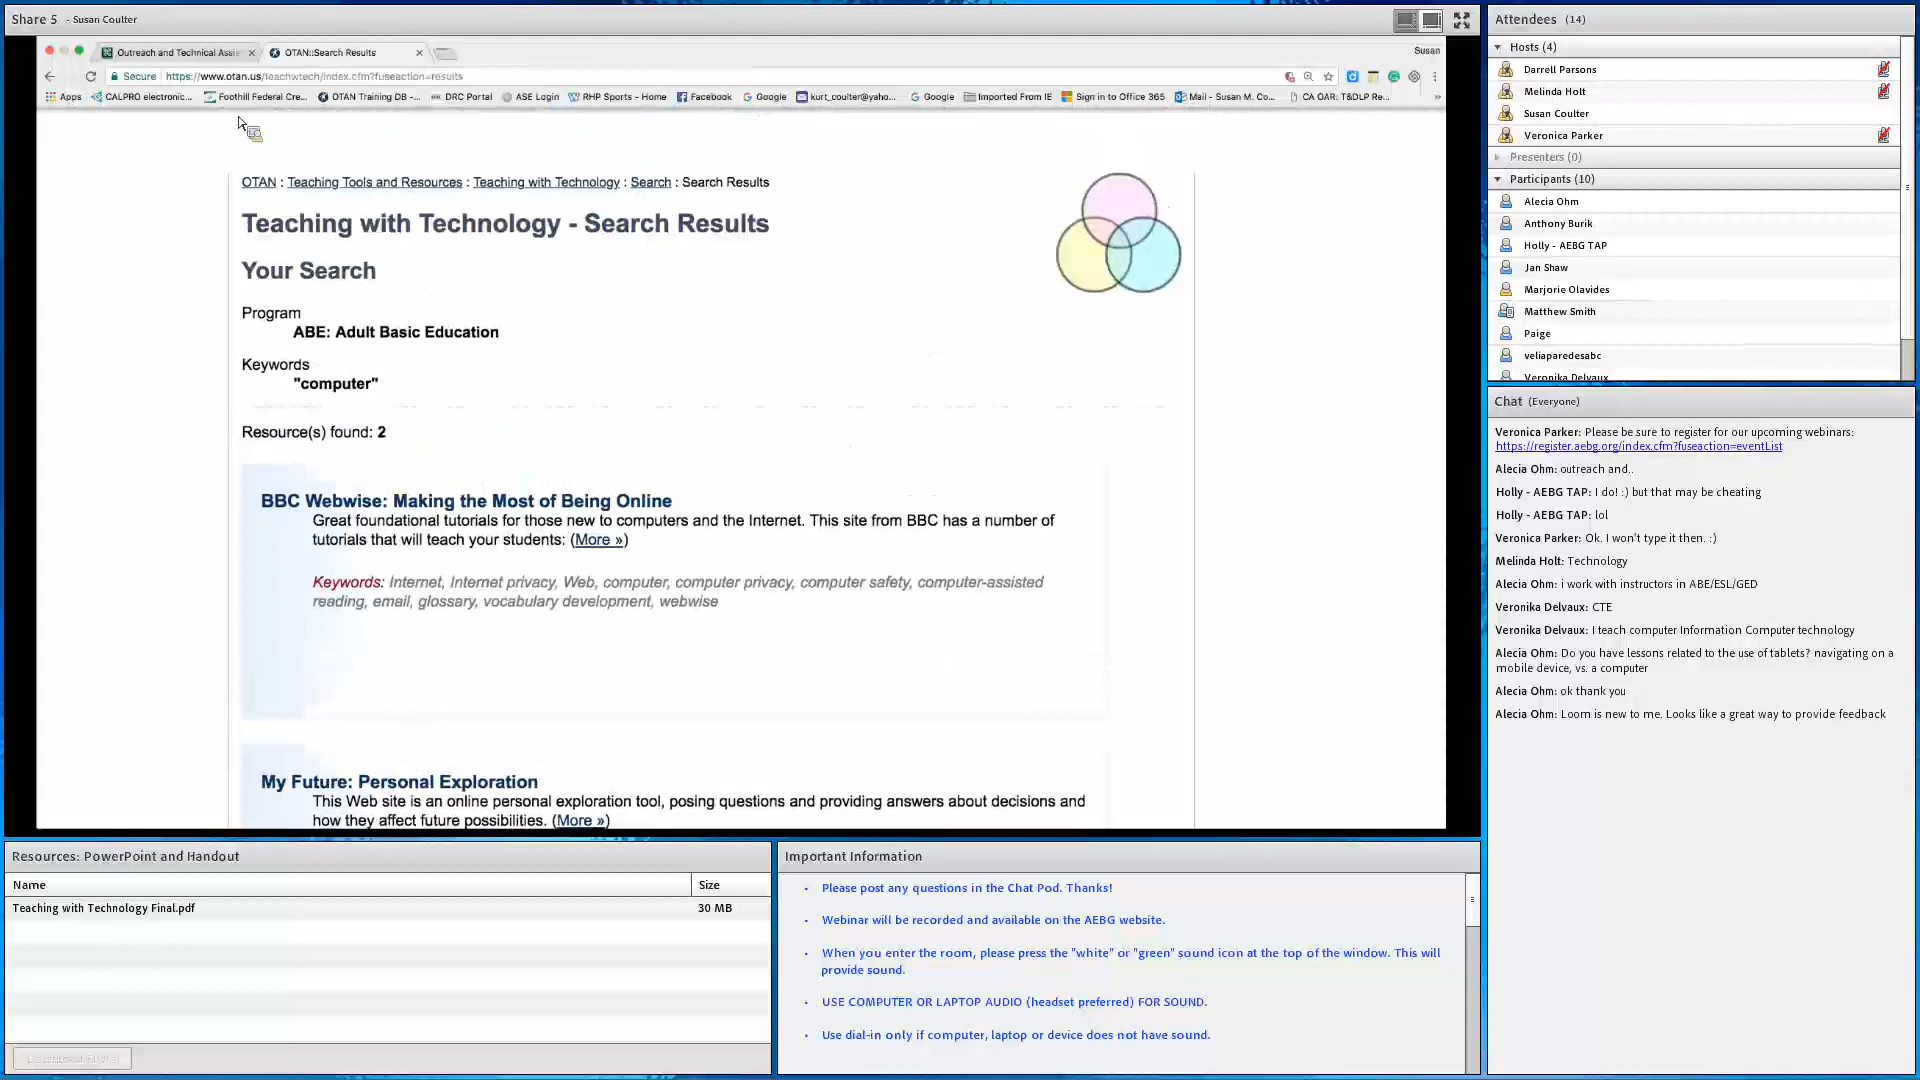 Share 5 - Susan Coulter
Outreach and Technical Assis
OTAN::Search Results
Susan
Secure https://www.otan.us/teachwtech/index.cfm?fuseaction=results
Apps CALPRO electronic... Foothill Federal Cre... OTAN Training DB -... DRC Portal ASE Login RHP Sports - Home Facebook Google kurt_coulter@yaho... Google Imported From IE Sign in to Office 365 Mail - Susan M. Co... CA OAR: T&DLP Re... »
OTAN : Teaching Tools and Resources : Teaching with Technology : Search : Search Results
Teaching with Technology - Search Results
Your Search
Program
ABE: Adult Basic Education
Keywords
"computer"
Resource(s) found: 2
BBC Webwise: Making the Most of Being Online
Great foundational tutorials for those new to computers and the Internet. This site from BBC has a number of
tutorials that will teach your students: (More »)
Keywords: Internet, Internet privacy, Web, computer, computer privacy, computer safety, computer-assisted
reading, email, glossary, vocabulary development, webwise
My Future: Personal Exploration
This Web site is an online personal exploration tool, posing questions and providing answers about decisions and
how they affect future possibilities. (More »)
Attendees (14)
Hosts (4)
Darrell Parsons
Melinda Holt
Susan Coulter
Veronica Parker
Presenters (0)
Participants (10)
Alecia Ohm
Anthony Burik
Holly - AEBG TAP
Jan Shaw
Marjorie Olavides
Matthew Smith
Paige
veliaparedesabc
Veronika Delvaux
Chat (Everyone)
Veronica Parker: Please be sure to register for our upcoming webinars:
https://register.aebg.org/index.cfm?fuseaction=eventList
Alecia Ohm: outreach and..
Holly - AEBG TAP: I do! :) but that may be cheating
Holly - AEBG TAP: lol
Veronica Parker: Ok. I won't type it then. :)
Melinda Holt: Technology
Alecia Ohm: i work with instructors in ABE/ESL/GED
Veronika Delvaux: CTE
Veronika Delvaux: I teach computer Information Computer technology
Alecia Ohm: Do you have lessons related to the use of tablets? navigating on a
mobile device, vs. a computer
Alecia Ohm: ok thank you
Alecia Ohm: Loom is new to me. Looks like a great way to provide feedback
Resources: PowerPoint and Handout
Name Size
Teaching with Technology Final.pdf 30 MB
Important Information
• Please post any questions in the Chat Pod. Thanks!
• Webinar will be recorded and available on the AEBG website.
• When you enter the room, please press the "white" or "green" sound icon at the top of the window. This will
provide sound.
• USE COMPUTER OR LAPTOP AUDIO (headset preferred) FOR SOUND.
• Use dial-in only if computer, laptop or device does not have sound.